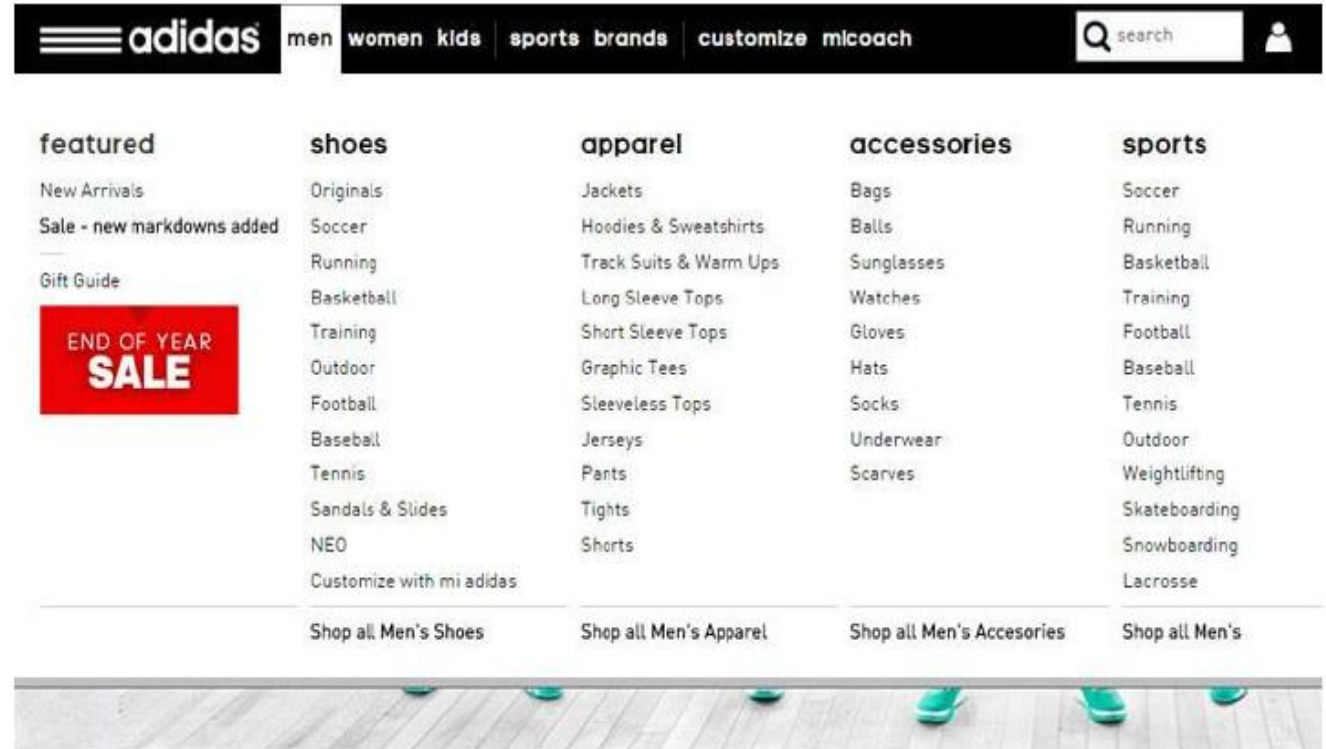 adidas men women kids sports brands customize micoach search
featured
New Arrivals
Sale - new markdowns added
Gift Guide
END OF YEAR
SALE
shoes
Originals
Soccer
Running
Basketball
Training
Outdoor
Football
Baseball
Tennis
Sandals & Slides
NEO
Customize with mi adidas
Shop all Men's Shoes
apparel
Jackets
Hoodies & Sweatshirts
Track Suits & Warm Ups
Long Sleeve Tops
Short Sleeve Tops
Graphic Tees
Sleeveless Tops
Jerseys
Pants
Tights
Shorts
Shop all Men's Apparel
accessories
Bags
Balls
Sunglasses
Watches
Gloves
Hats
Socks
Underwear
Scarves
Shop all Men's Accesories
sports
Soccer
Running
Basketball
Training
Football
Baseball
Tennis
Outdoor
Weightlifting
Skateboarding
Snowboarding
Lacrosse
Shop all Men's